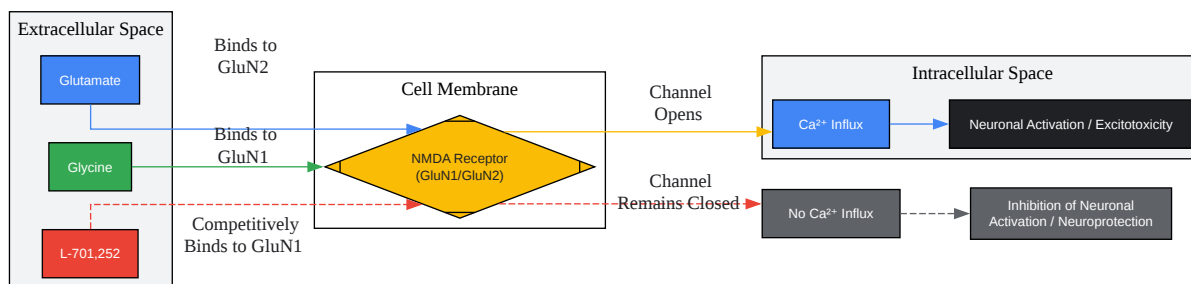 Extracellular Space
Glutamate
Glycine
L-701,252
Binds to
GluN2
Binds to
GluN1
Competitively
Binds to GluN1
Cell Membrane
NMDA Receptor
(GluN1/GluN2)
Channel
Opens
Channel
Remains Closed
Intracellular Space
Ca²⁺ Influx
Neuronal Activation / Excitotoxicity
No Ca²⁺ Influx
Inhibition of Neuronal
Activation / Neuroprotection